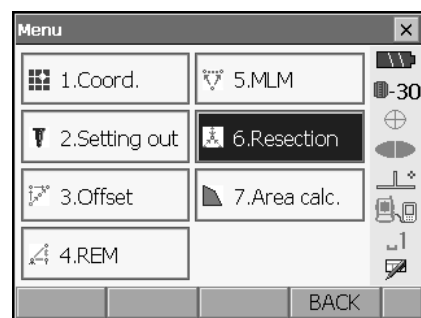 Menu
1.Coord.
5.MLM
-30
2.Setting out
6.Resection
3.Offset
7.Area calc.
4.REM
1
BACK